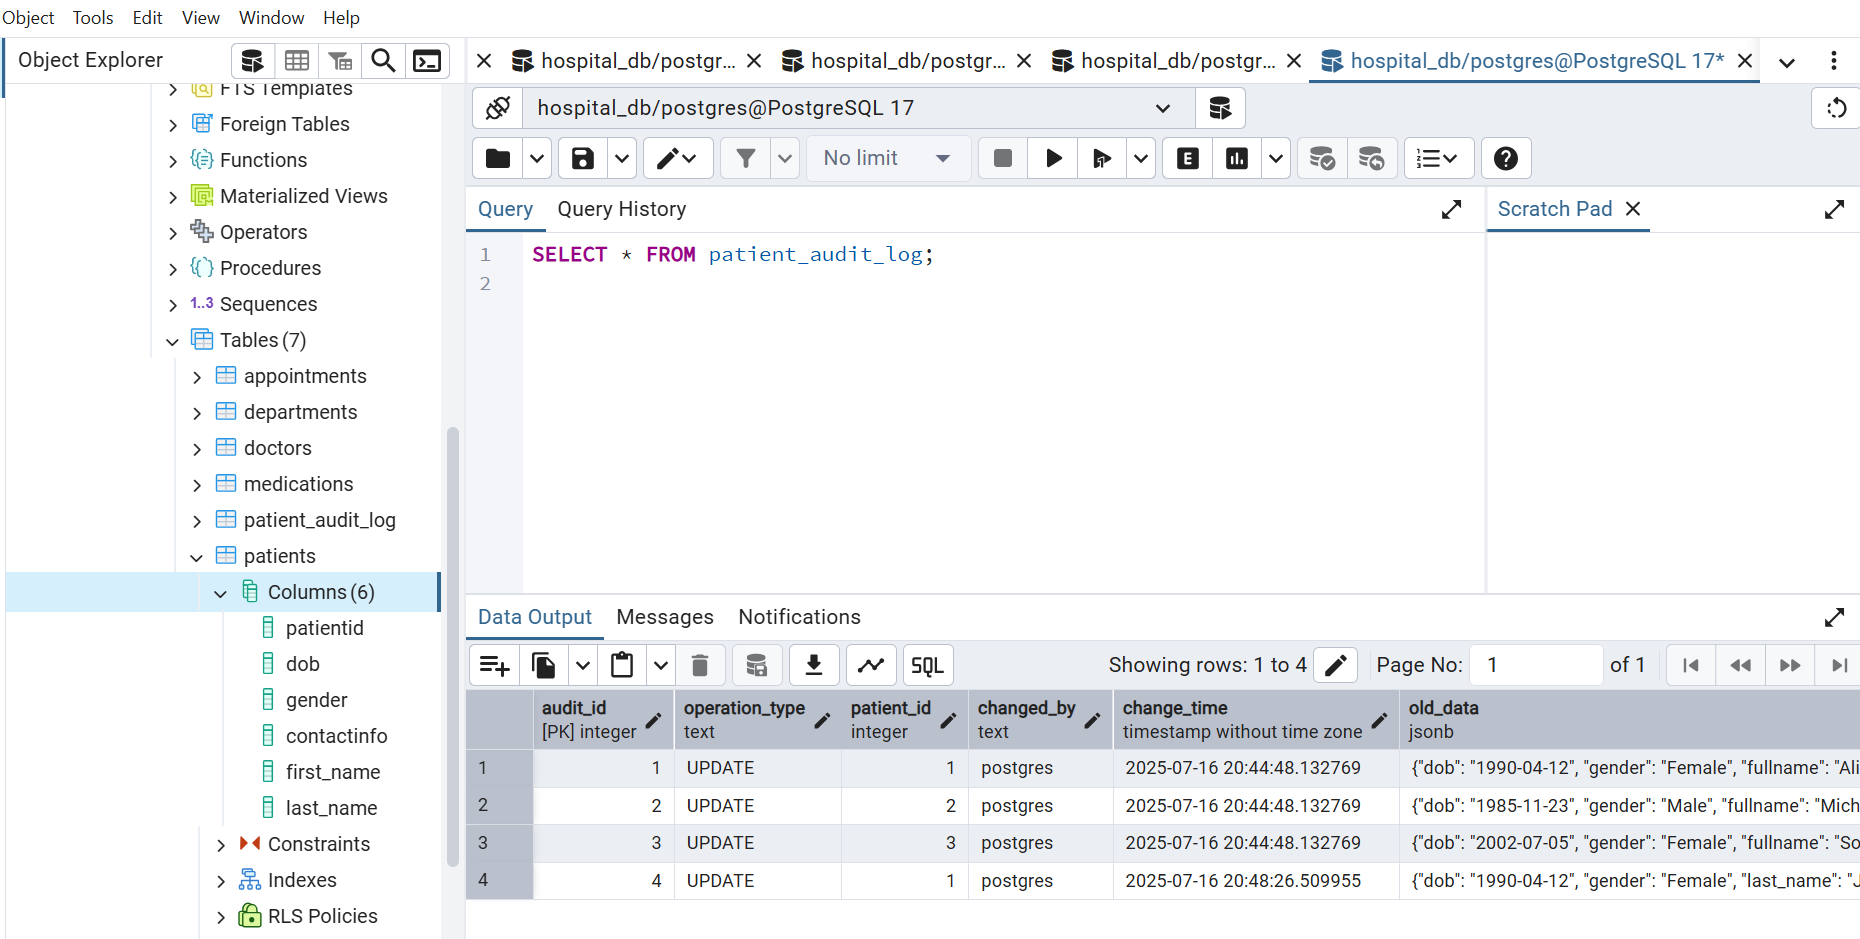 Object Tools Edit View Window Help
Object Explorer
hospital_db/postgr... hospital_db/postgr... hospital_db/postgr... hospital_db/postgres@PostgreSQL 17*
FTS Templates
Foreign Tables
Functions
Materialized Views
Operators
Procedures
1..3 Sequences
Tables (7)
appointments
departments
doctors
medications
patient_audit_log
patients
Columns (6)
patientid
dob
gender
contactinfo
first_name
last_name
Constraints
Indexes
RLS Policies
hospital_db/postgres@PostgreSQL 17
No limit
E
Query Query History
Scratch Pad
1 SELECT * FROM patient_audit_log;
2
Data Output Messages Notifications
SQL Showing rows: 1 to 4 Page No: 1 of 1
audit_id operation_type patient_id changed_by change_time old_data
[PK] integer text integer text timestamp without time zone jsonb
1 1 UPDATE 1 postgres 2025-07-16 20:44:48.132769 {"dob": "1990-04-12", "gender": "Female", "fullname": "Ali
2 2 UPDATE 2 postgres 2025-07-16 20:44:48.132769 {"dob": "1985-11-23", "gender": "Male", "fullname": "Mich
3 3 UPDATE 3 postgres 2025-07-16 20:44:48.132769 {"dob": "2002-07-05", "gender": "Female", "fullname": "So
4 4 UPDATE 1 postgres 2025-07-16 20:48:26.509955 {"dob": "1990-04-12", "gender": "Female", "last_name": "J